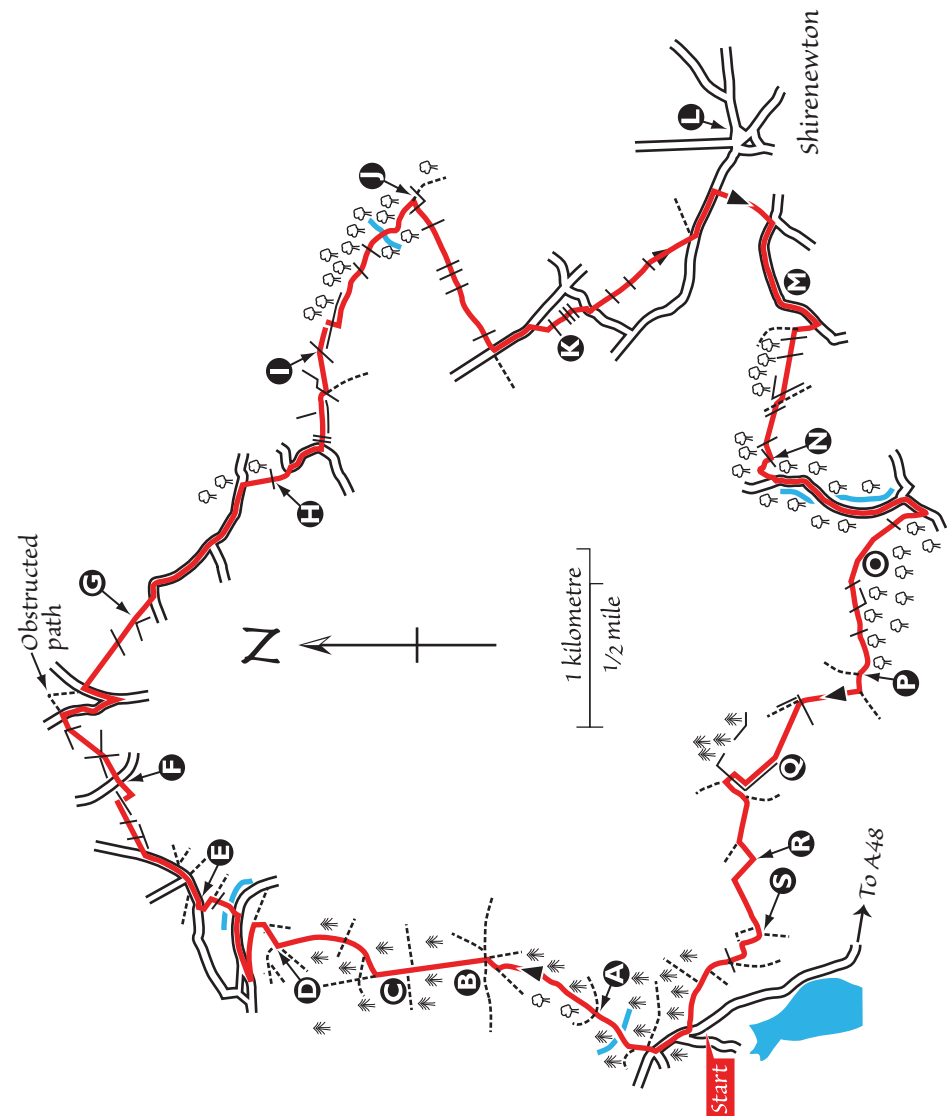 Obstructed
path
G
F
E
H
I
J
N
K
L
Shirenewton
M
D
C
B
A
1 kilometre
1/2 mile
N
O
P
Q
R
S
To A48
Start